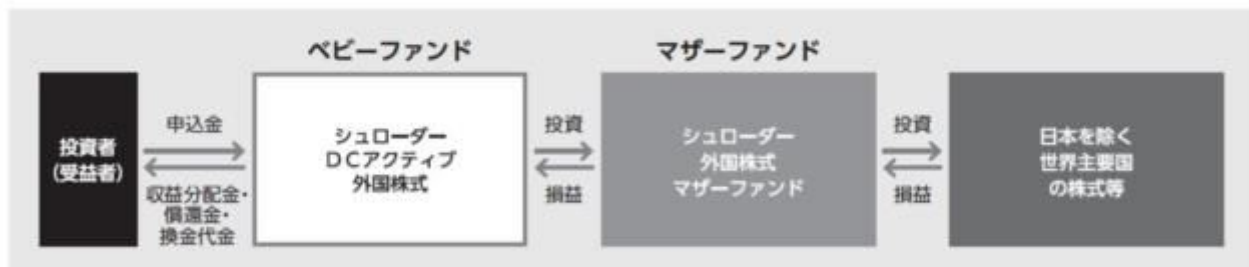 ベビーファンド
マザーファンド
投資者
(受益者)
申込金
収益分配金・
償還金・
換金代金
シュローダー
DCアクティブ
外国株式
投資
損益
シュローダー
外国株式
マザーファンド
投資
損益
日本を除く
世界主要国
の株式等